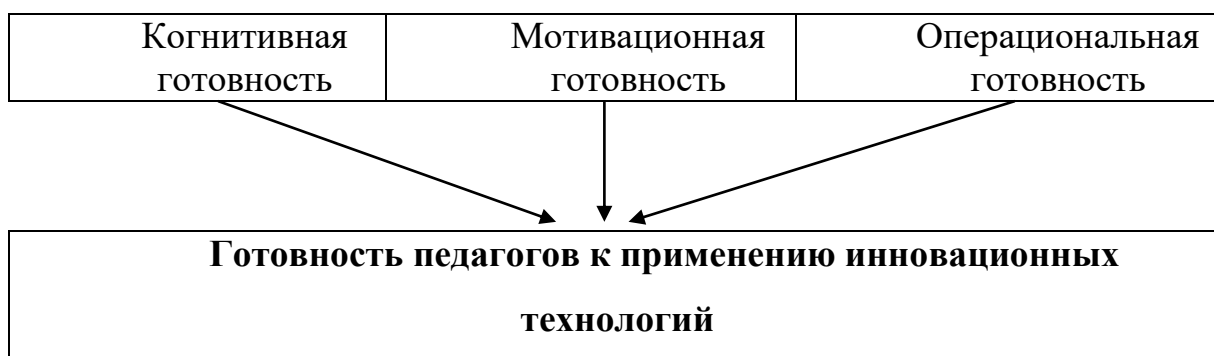 Когнитивная
готовность
Мотивационная
готовность
Операциональная
готовность
Готовность педагогов к применению инновационных
технологий